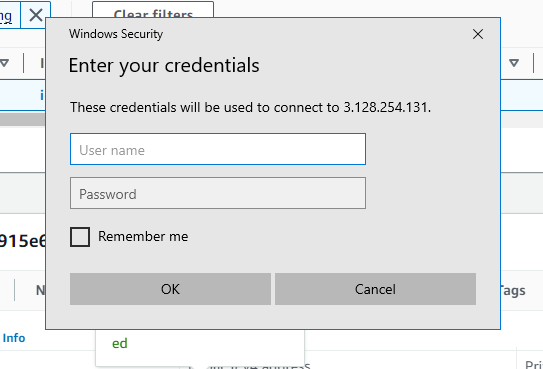 ng
Clear filters
Windows Security
Enter your credentials
These credentials will be used to connect to 3.128.254.131.
User name
Password
Remember me
915e6
OK
Cancel
Tags
Info
ed
Pri